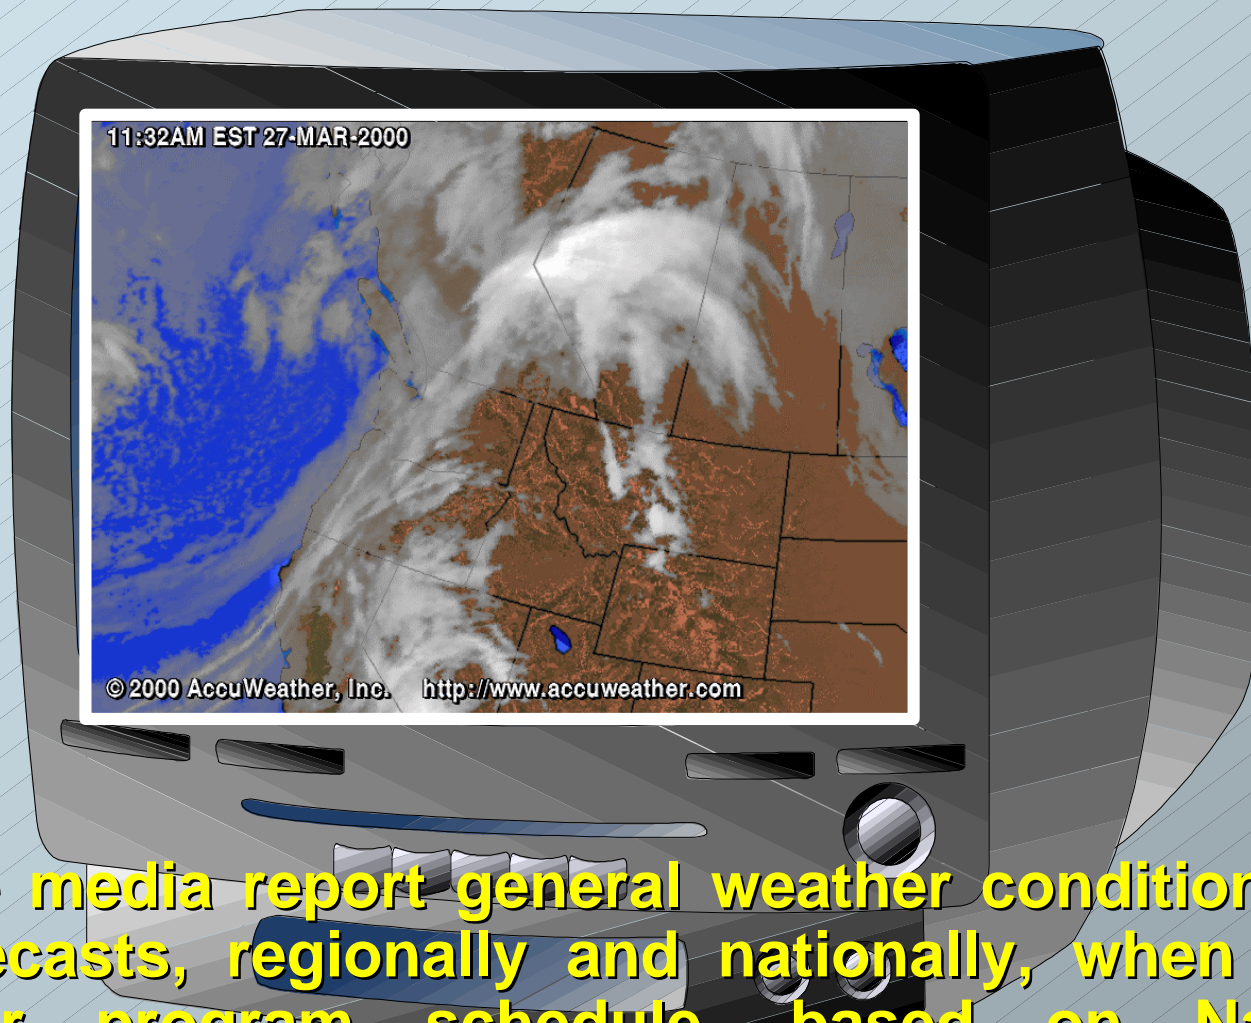 11:32AM EST 27-MAR-2000
© 2000 AccuWeather, Inc. http://www.accuweather.com
media report general weather condition
ecasts, regionally and nationally, when
program schedule based on